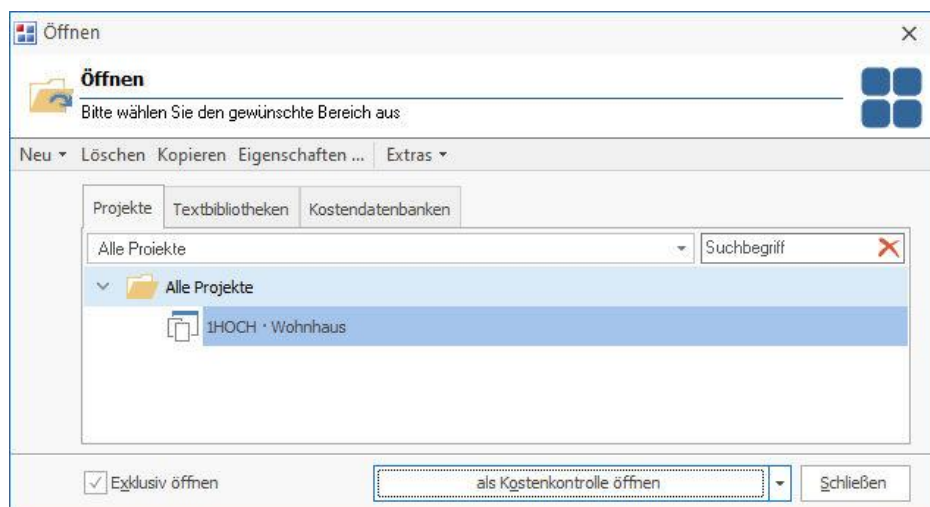 Öffnen
Öffnen
Bitte wählen Sie den gewünschte Bereich aus
Neu Löschen Kopieren Eigenschaften ... Extras
Projekte Textbibliotheken Kostendatenbanken
Alle Projekte Suchbegriff
Alle Projekte
1HOCH · Wohnhaus
Exklusiv öffnen als Kostenkontrolle öffnen Schließen